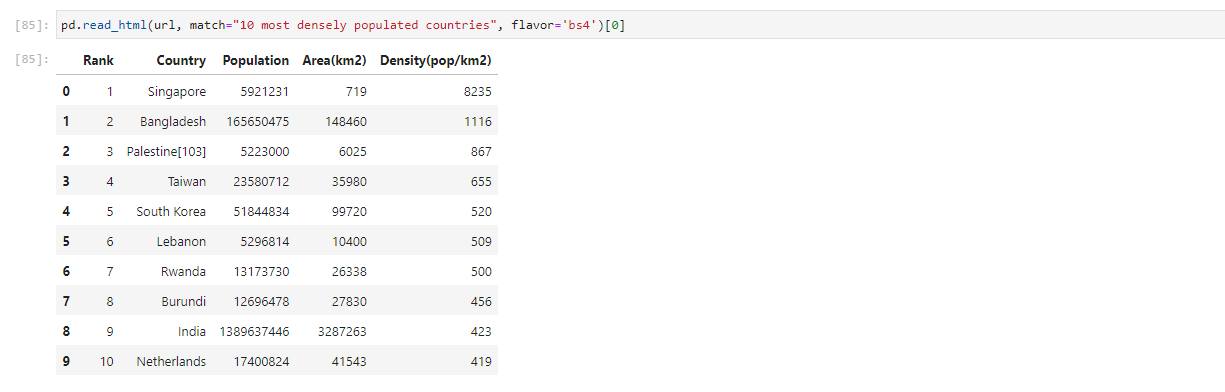 [85]: pd.read_html(url, match="10 most densely populated countries", flavor='bs4')[0]
[85]: Rank Country Population Area(km2) Density(pop/km2)
0 1 Singapore 5921231 719 8235
1 2 Bangladesh 165650475 148460 1116
2 3 Palestine[103] 5223000 6025 867
3 4 Taiwan 23580712 35980 655
4 5 South Korea 51844834 99720 520
5 6 Lebanon 5296814 10400 509
6 7 Rwanda 13173730 26338 500
7 8 Burundi 12696478 27830 456
8 9 India 1389637446 3287263 423
9 10 Netherlands 17400824 41543 419